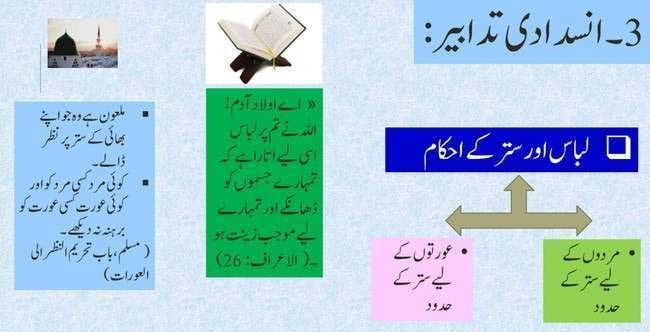 3۔انسدادی تدابیر:
لباس اور ستر کے احکام
مردوں کے
لیے ستر کے
حدود
عورتوں کے
لیے ستر کے
حدود
» اے اولاد آدم!
اللہ نے تم پر لباس
اسی لیے اتارا ہے کہ
تمہارے جسموں کو
ڈھانکے اور تمہارے
لیے موجب زینت ہو
۔( الاعراف: 26)
ملعون ہے وہ جو اپنے
بھائی کے ستر پر نظر
ڈالے۔
کوئی مرد کسی مرد کو اور
کوئی عورت کسی عورت کو
برہنہ نہ دیکھے۔
( مسلم، باب تحریم النظر الی
العورات)